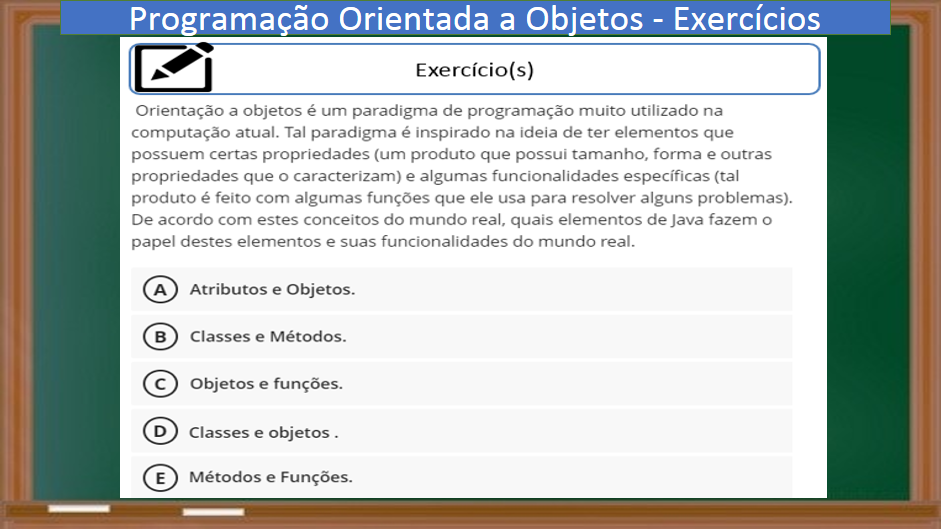 Programação Orientada a Objetos - Exercícios
Exercício(s)
Orientação a objetos é um paradigma de programação muito utilizado na
computação atual. Tal paradigma é inspirado na ideia de ter elementos que
possuem certas propriedades (um produto que possui tamanho, forma e outras
propriedades que o caracterizam) e algumas funcionalidades específicas (tal
produto é feito com algumas funções que ele usa para resolver alguns problemas).
De acordo com estes conceitos do mundo real, quais elementos de Java fazem o
papel destes elementos e suas funcionalidades do mundo real.
A Atributos e Objetos.
B Classes e Métodos.
C Objetos e funções.
D Classes e objetos .
E Métodos e Funções.